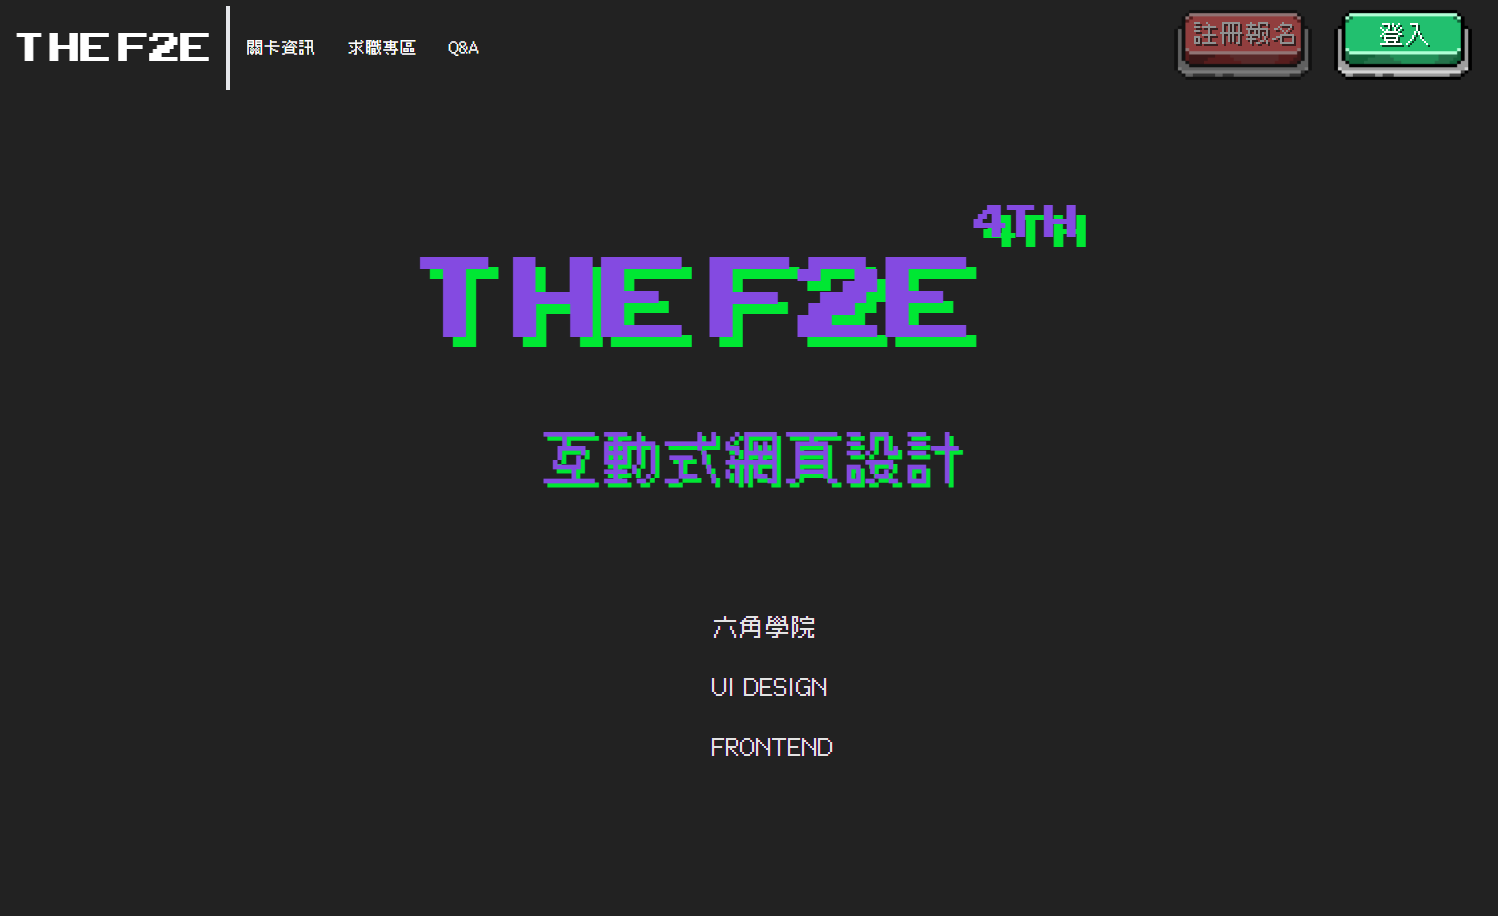 THE F2E
關卡資訊 求職專區 Q&A
註冊報名 登入
4TH
THE F2E
互動式網頁設計
六角學院
UI DESIGN
FRONTEND